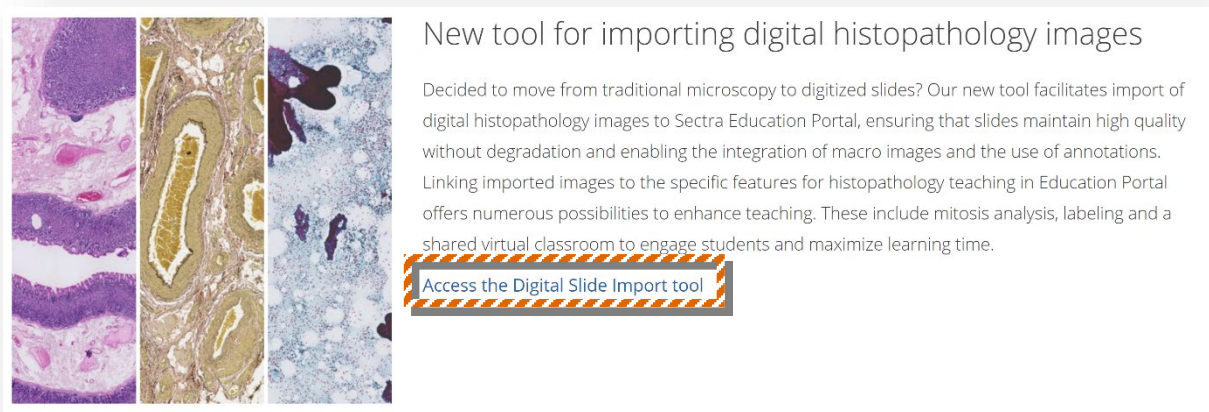 New tool for importing digital histopathology images
Decided to move from traditional microscopy to digitized slides? Our new tool facilitates import of
digital histopathology images to Sectra Education Portal, ensuring that slides maintain high quality
without degradation and enabling the integration of macro images and the use of annotations.
Linking imported images to the specific features for histopathology teaching in Education Portal
offers numerous possibilities to enhance teaching. These include mitosis analysis, labeling and a
shared virtual classroom to engage students and maximize learning time.
Access the Digital Slide Import tool